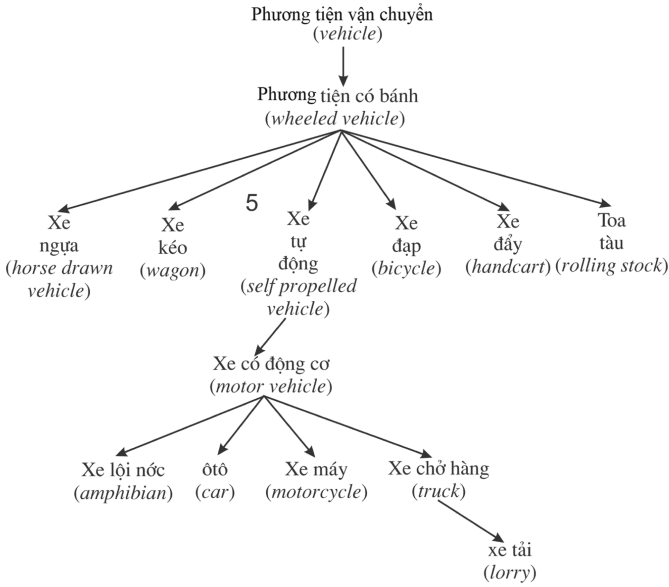 Phương tiện vận chuyển
(vehicle)
Phương tiện có bánh
(wheeled vehicle)
5
Xe
ngựa
(horse drawn
vehicle)
Xe
kéo
(wagon)
Xe
tự
động
(self propelled
vehicle)
Xe
đạp
(bicycle)
Xe
đẩy
(handcart)
Toa
tàu
(rolling stock)
Xe có động cơ
(motor vehicle)
Xe lội nớc
(amphibian)
ôtô
(car)
Xe máy
(motorcycle)
Xe chở hàng
(truck)
xe tải
(lorry)